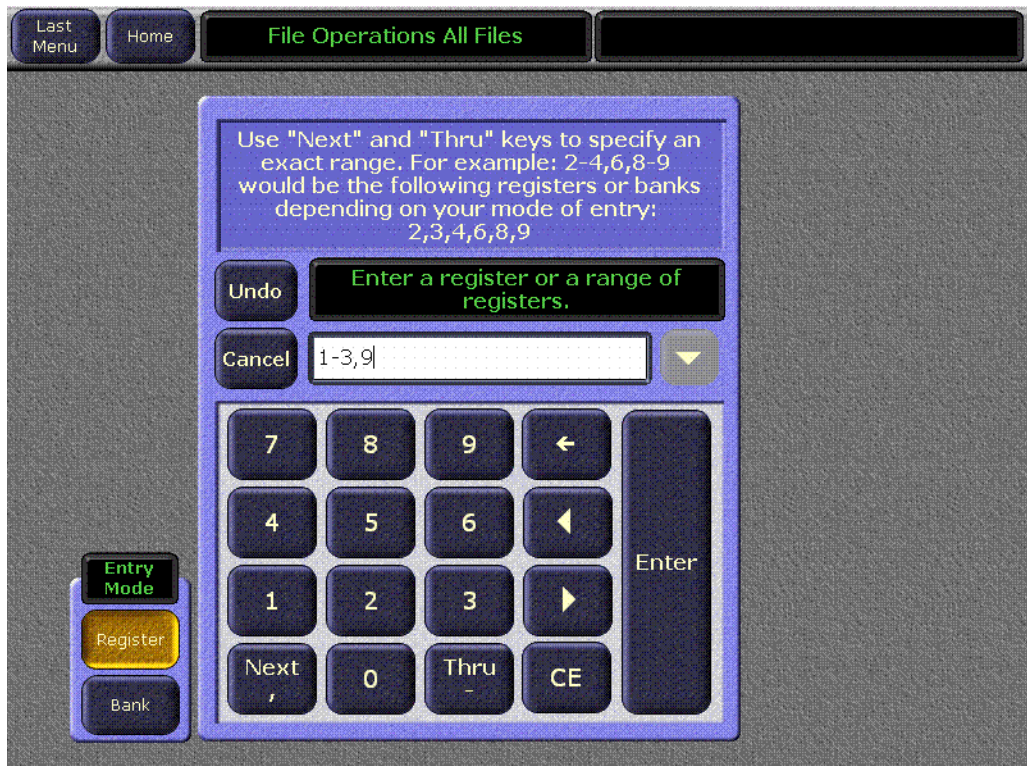 Last
Menu
Home
File Operations All Files
Use "Next" and "Thru" keys to specify an
exact range. For example: 2-4,6,8-9
would be the following registers or banks
depending on your mode of entry:
2,3,4,6,8,9
Undo
Enter a register or a range of
registers.
Cancel
1-3,9
7
8
9
4
5
6
Enter
1
2
3
Next
,
0
Thru
-
CE
Entry
Mode
Register
Bank